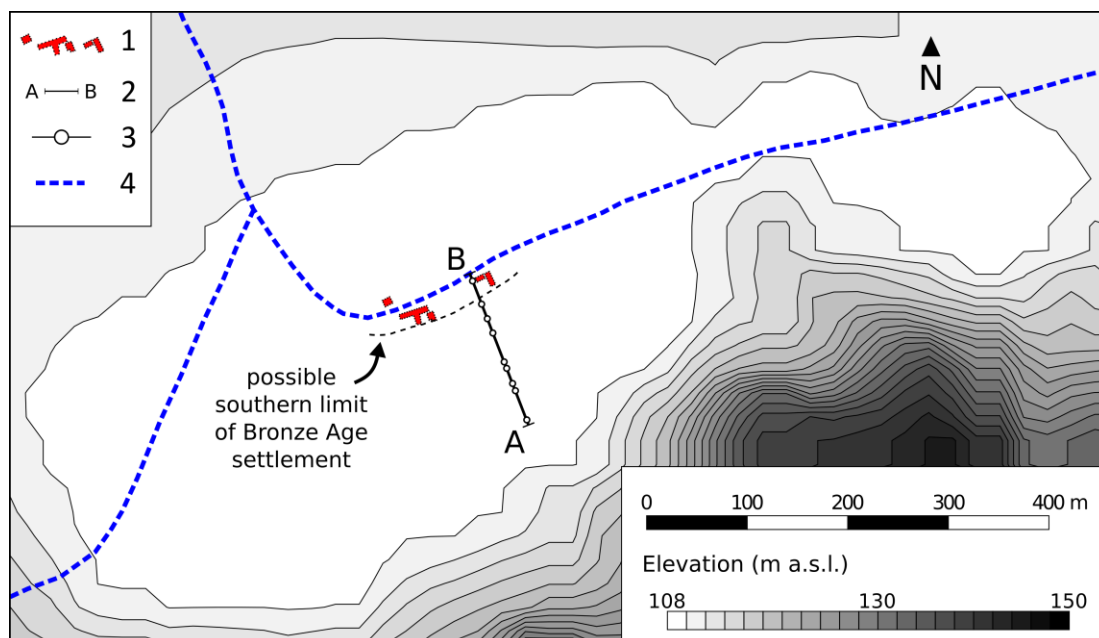 1
A B 2
3
4
N
B
A
possible
southern limit
of Bronze Age
settlement
0 100 200 300 400 m
Elevation (m a.s.l.)
108 130 150